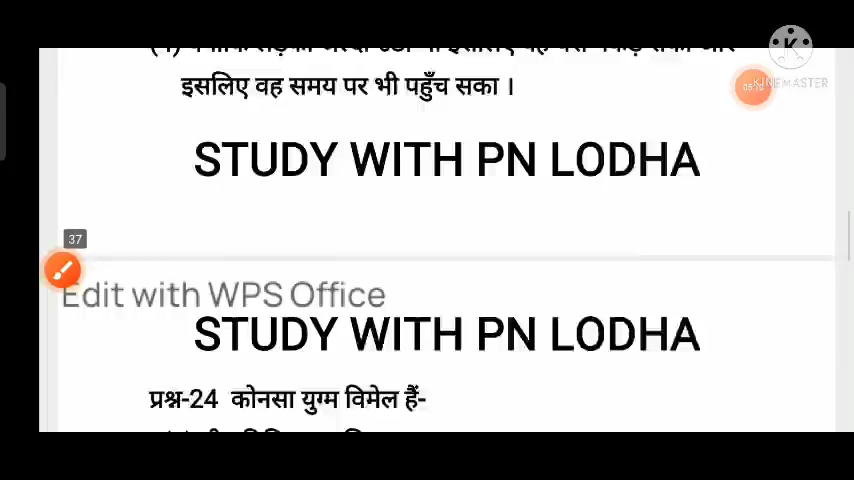 इसलिए वह समय पर भी पहुँच सका ।
KINEMASTER
STUDY WITH PN LODHA
37
Edit with WPS Office
STUDY WITH PN LODHA
प्रश्न-24 कोनसा युग्म विमेल हैं-